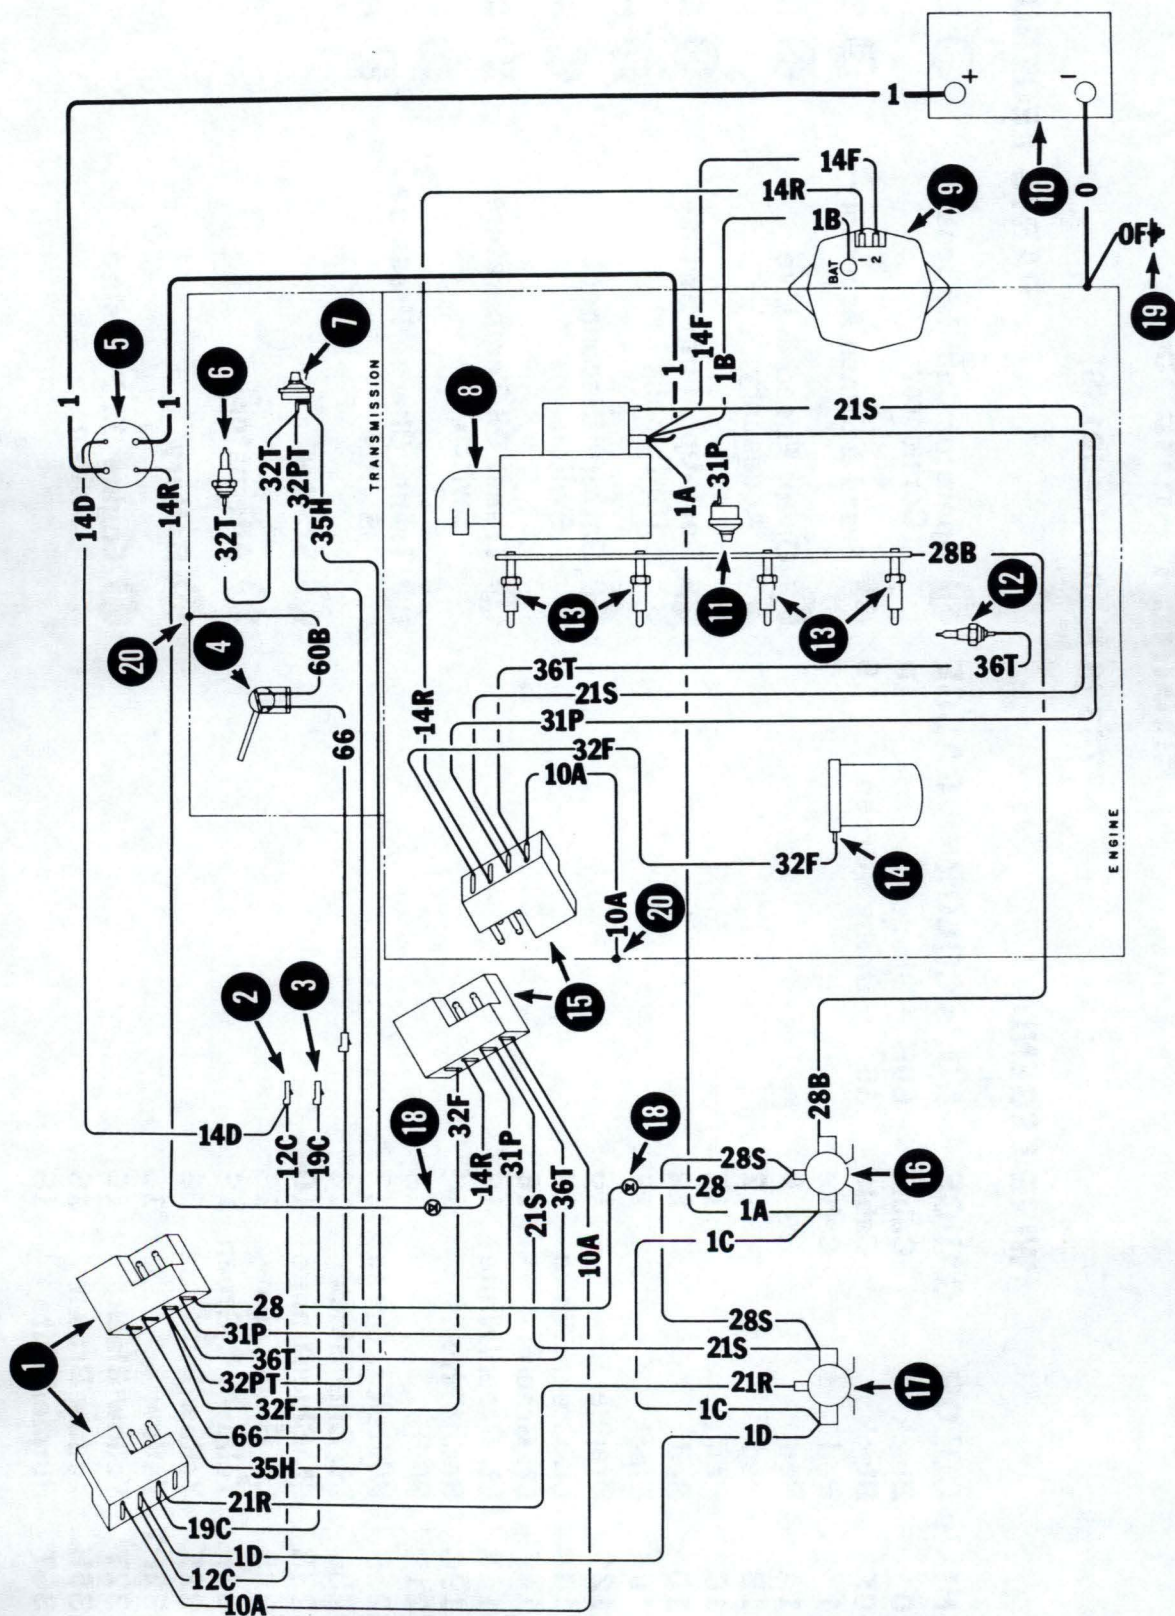 1
+
−
14F
14R
1B
9
10
0
BAT
1
2
OF
19
5
6
7
1
1
TRANSMISSION
8
14F
1B
1
21S
14D
14R
32T
32T
32PT
35H
1A
31P
28B
20
4
60B
13
11
13
12
66
14R
36T
36T
21S
31P
32F
10A
ENGINE
32F
14
10A
20
2
3
15
14D
12C
19C
18
32F
14R
31P
21S
36T
10A
18
28B
28S
28
16
1A
1C
1
28
31P
36T
32PT
32F
66
35H
28S
21S
21R
17
1C
1D
21R
19C
1D
12C
10A